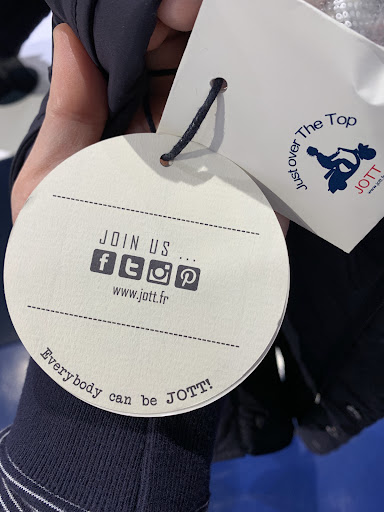 JOIN US ...
www.jott.fr
Everybody can be JOTT!
Just over The Top
JOTT